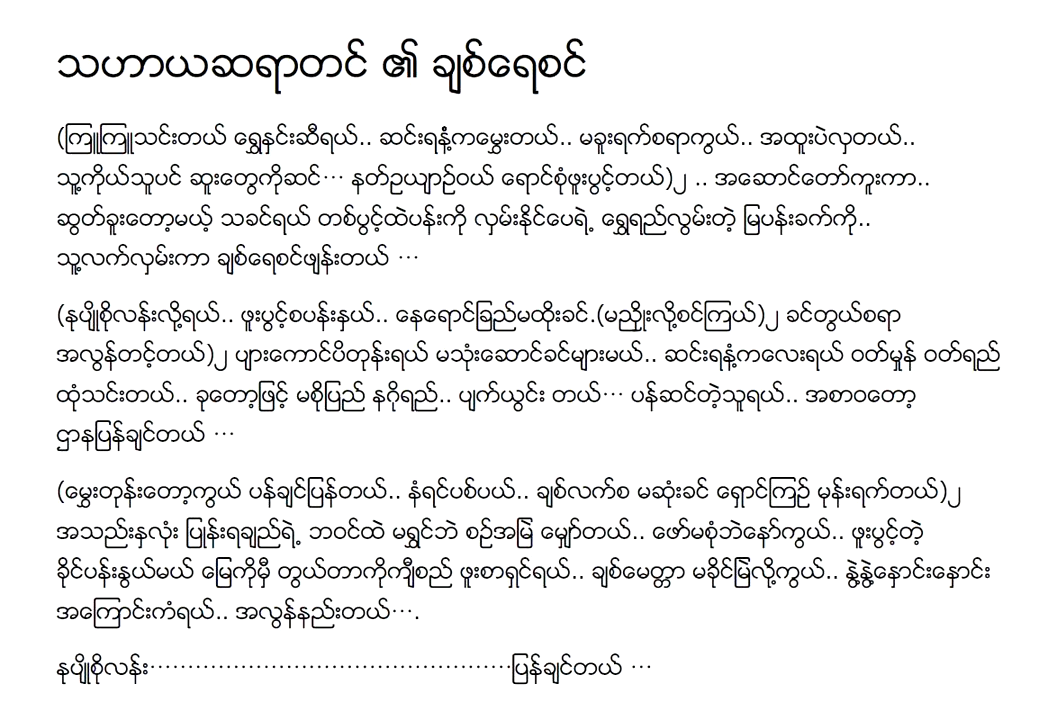 သဟာယဆရာတင် ၏ ချစ်ရေစင်
(ကြူကြူသင်းတယ် ရွှေနှင်းဆီရယ်.. ဆင်းရနံ့ကမွှေးတယ်.. မခူးရက်စရာကွယ်.. အထူးပဲလှတယ်..
သူ့ကိုယ်သူပင် ဆူးတွေကိုဆင်… နတ်ဥယျာဉ်ဝယ် ရောင်စုံဖူးပွင့်တယ်)၂ .. အဆောင်တော်ကူးကာ..
ဆွတ်ခူးတော့မယ့် သခင်ရယ် တစ်ပွင့်ထဲပန်းကို လှမ်းနိုင်ပေရဲ့ ရွှေရည်လွမ်းတဲ့ မြပန်းခက်ကို..
သူ့လက်လှမ်းကာ ချစ်ရေစင်ဖျန်းတယ် …
(နုပျိုစိုလန်းလို့ရယ်.. ဖူးပွင့်စပန်းနှယ်.. နေရောင်ခြည်မထိုးခင်.(မညှိုးလို့စင်ကြယ်)၂ ခင်တွယ်စရာ
အလွန်တင့်တယ်)၂ ပျားကောင်ပိတုန်းရယ် မသုံးဆောင်ခင်များမယ်.. ဆင်းရနံ့ကလေးရယ် ဝတ်မှုန် ဝတ်ရည်
ထုံသင်းတယ်.. ခုတော့ဖြင့် မစိုပြည် နဂိုရည်.. ပျက်ယွင်း တယ်… ပန်ဆင်တဲ့သူရယ်.. အစာဝတော့
ဌာနပြန်ချင်တယ် …
(မွှေးတုန်းတော့ကွယ် ပန်ချင်ပြန်တယ်.. နံရင်ပစ်ပယ်.. ချစ်လက်စ မဆုံးခင် ရှောင်ကြဉ် မုန်းရက်တယ်)၂
အသည်းနှလုံး ပြုန်းရချည်ရဲ့ ဘဝင်ထဲ မရွှင်ဘဲ စဉ်အမြဲ မျှော်တယ်.. ဖော်မစုံဘဲနော်ကွယ်.. ဖူးပွင့်တဲ့
ခိုင်ပန်းနွယ်မယ် မြေကိုမှီ တွယ်တာကိုကျီစည် ဖူးစာရှင်ရယ်.. ချစ်မေတ္တာ မခိုင်မြဲလို့ကွယ်.. နွဲ့နွဲ့နှောင်းနှောင်း
အကြောင်းကံရယ်.. အလွန်နည်းတယ်….
နုပျိုစိုလန်း……………………………………………ပြန်ချင်တယ် …